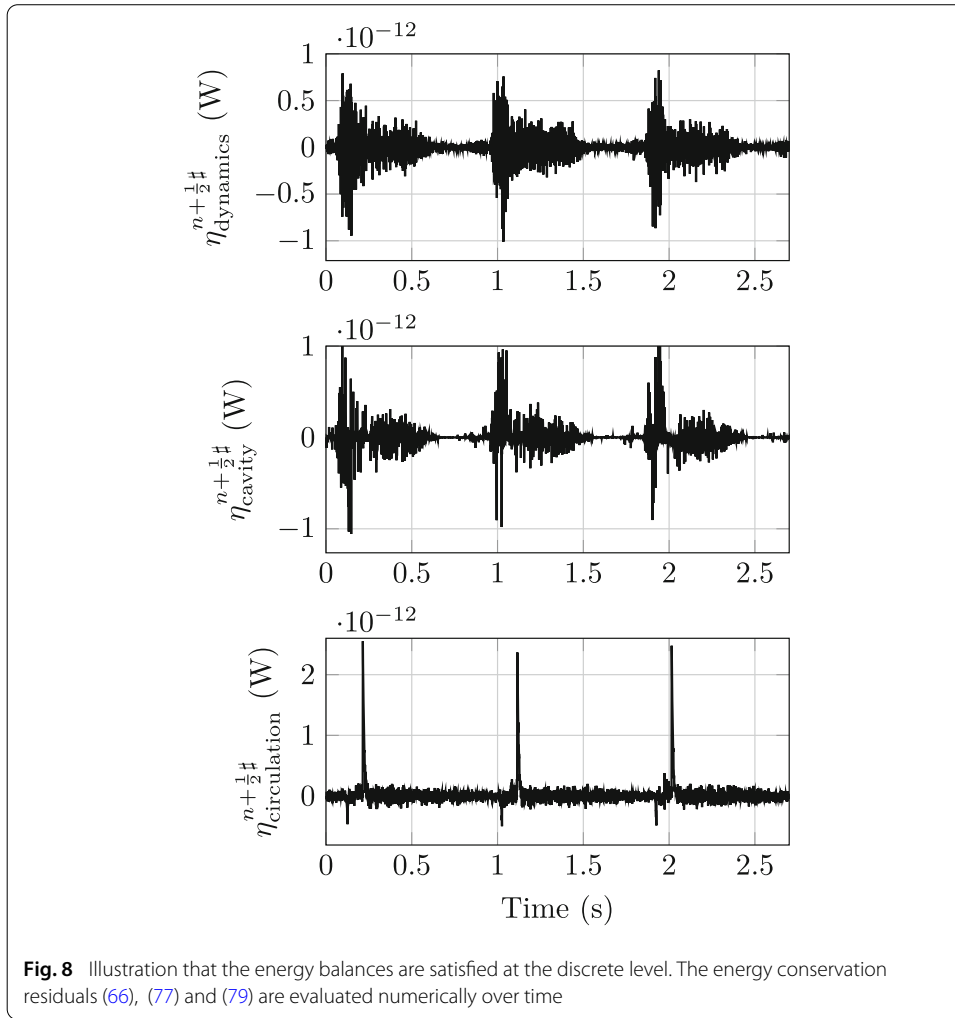 ·10⁻¹²
1
0.5
0
−0.5
−1
η^{n+½♯}_{dynamics} (W)
0 0.5 1 1.5 2 2.5
·10⁻¹²
1
0
−1
η^{n+½♯}_{cavity} (W)
0 0.5 1 1.5 2 2.5
·10⁻¹²
2
1
0
η^{n+½♯}_{circulation} (W)
0 0.5 1 1.5 2 2.5
Time (s)
Fig. 8 Illustration that the energy balances are satisfied at the discrete level. The energy conservation
residuals (66), (77) and (79) are evaluated numerically over time